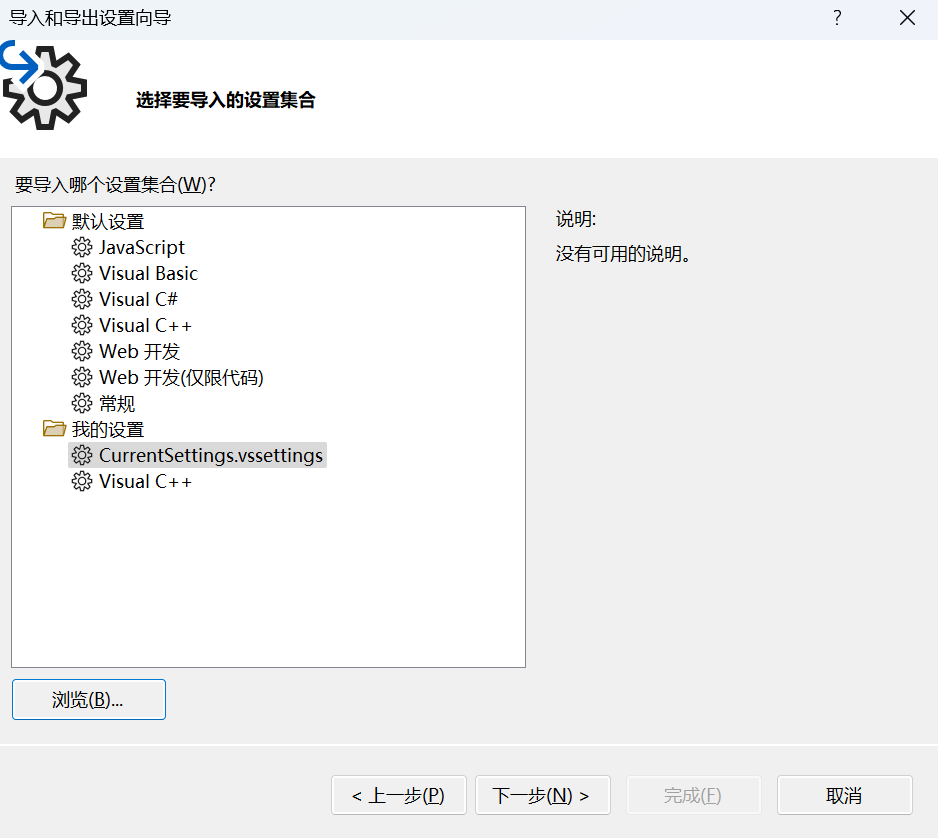 导入和导出设置向导
?
选择要导入的设置集合
要导入哪个设置集合(W)?
默认设置
JavaScript
Visual Basic
Visual C#
Visual C++
Web 开发
Web 开发(仅限代码)
常规
我的设置
CurrentSettings.vssettings
Visual C++
说明:
没有可用的说明。
浏览(B)...
< 上一步(P) 下一步(N) > 完成(F) 取消